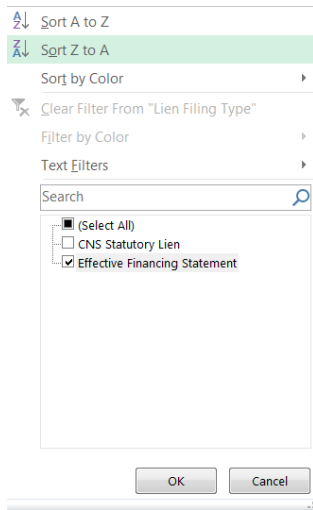 Sort A to Z
Sort Z to A
Sort by Color
Clear Filter From "Lien Filing Type"
Filter by Color
Text Filters
Search
(Select All)
CNS Statutory Lien
Effective Financing Statement
OK Cancel